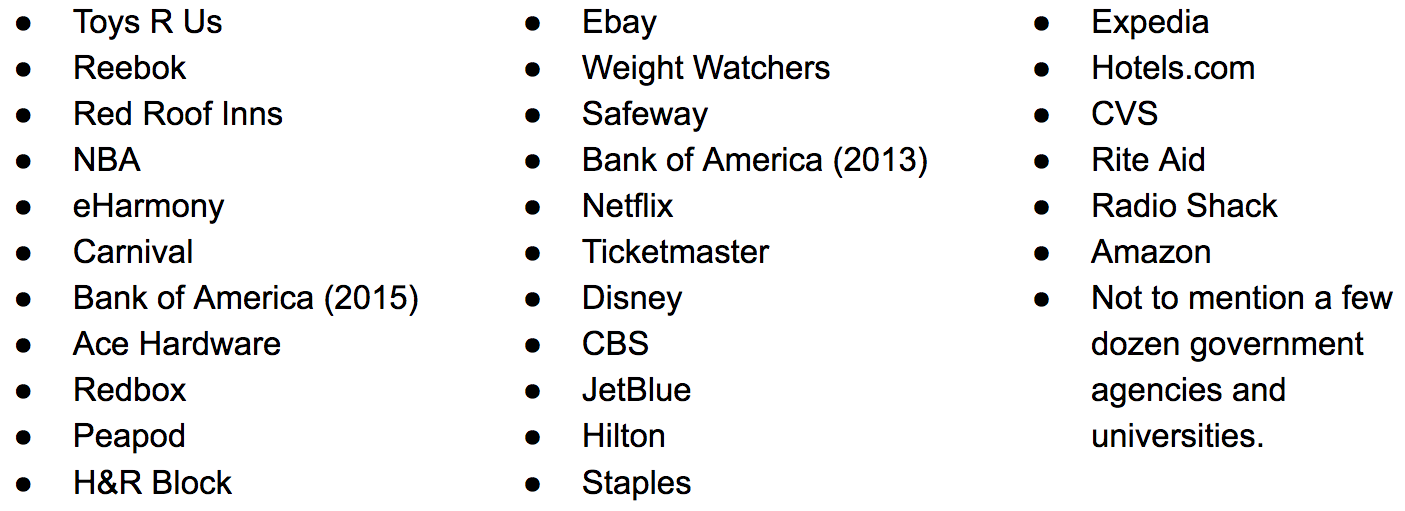 ● Toys R Us
● Reebok
● Red Roof Inns
● NBA
● eHarmony
● Carnival
● Bank of America (2015)
● Ace Hardware
● Redbox
● Peapod
● H&R Block
● Ebay
● Weight Watchers
● Safeway
● Bank of America (2013)
● Netflix
● Ticketmaster
● Disney
● CBS
● JetBlue
● Hilton
● Staples
● Expedia
● Hotels.com
● CVS
● Rite Aid
● Radio Shack
● Amazon
● Not to mention a few
dozen government
agencies and
universities.